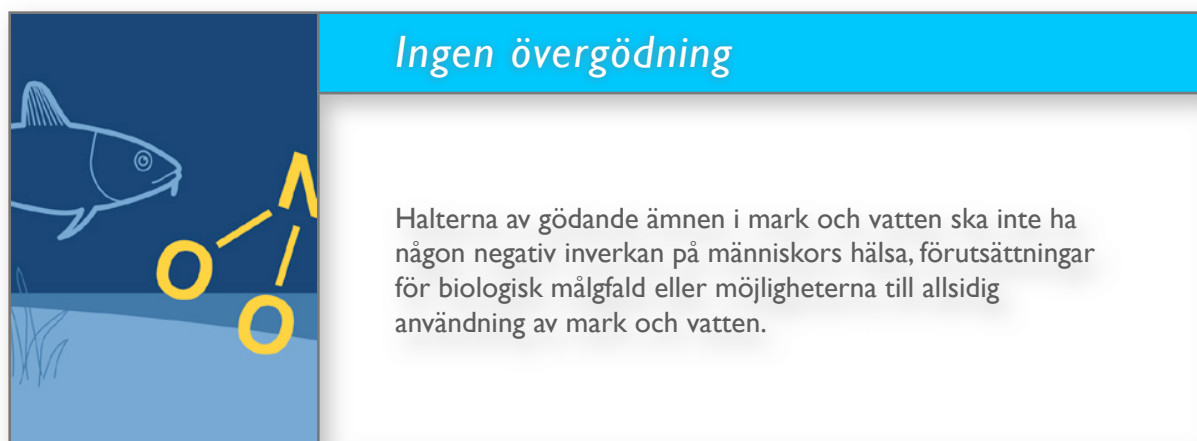 Ingen övergödning
Halterna av gödande ämnen i mark och vatten ska inte ha
någon negativ inverkan på människors hälsa, förutsättningar
för biologisk målgfald eller möjligheterna till allsidig
användning av mark och vatten.
N
O
O